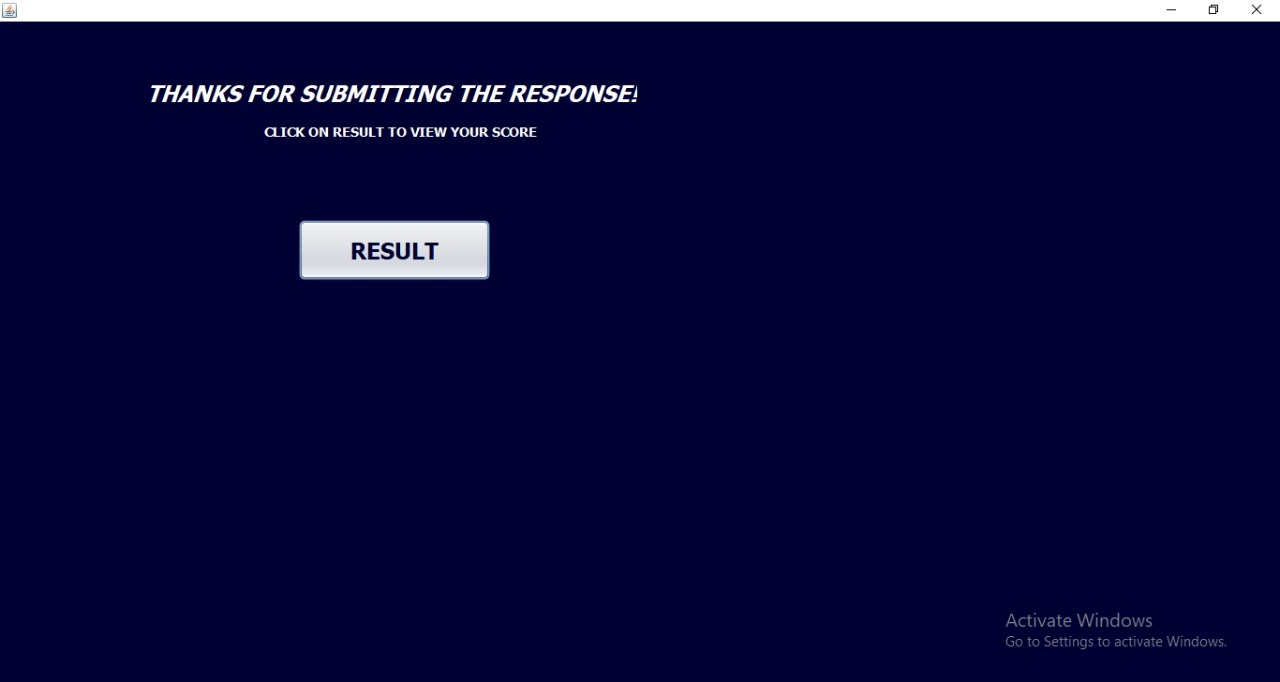 THANKS FOR SUBMITTING THE RESPONSE!
CLICK ON RESULT TO VIEW YOUR SCORE
RESULT
Activate Windows
Go to Settings to activate Windows.